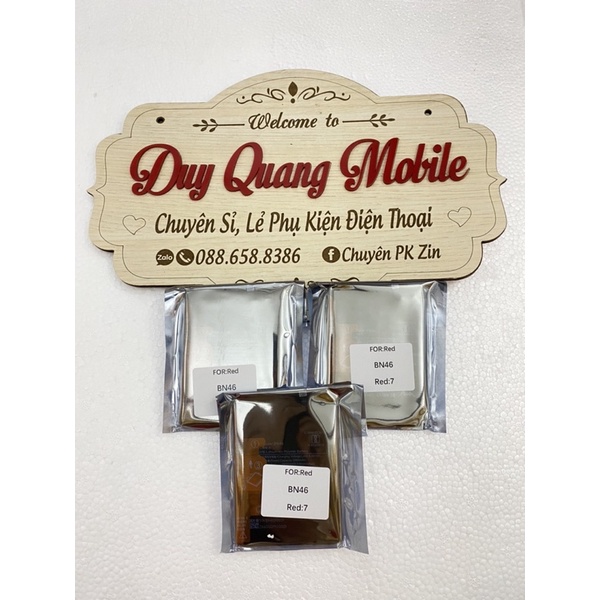 Welcome to
Duy Quang Mobile
Chuyên Sỉ, Lẻ Phụ Kiện Điện Thoại
Zalo 088.658.8386 f Chuyên PK Zin
FOR:Red
BN46
FOR:Red
BN46
Red:7
FOR:Red
BN46
Red:7